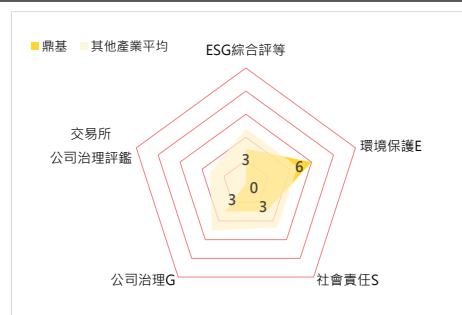 鼎基 其他產業平均
ESG綜合評等
交易所
公司治理評鑑
環境保護E
3
6
0
3
3
公司治理G
社會責任S